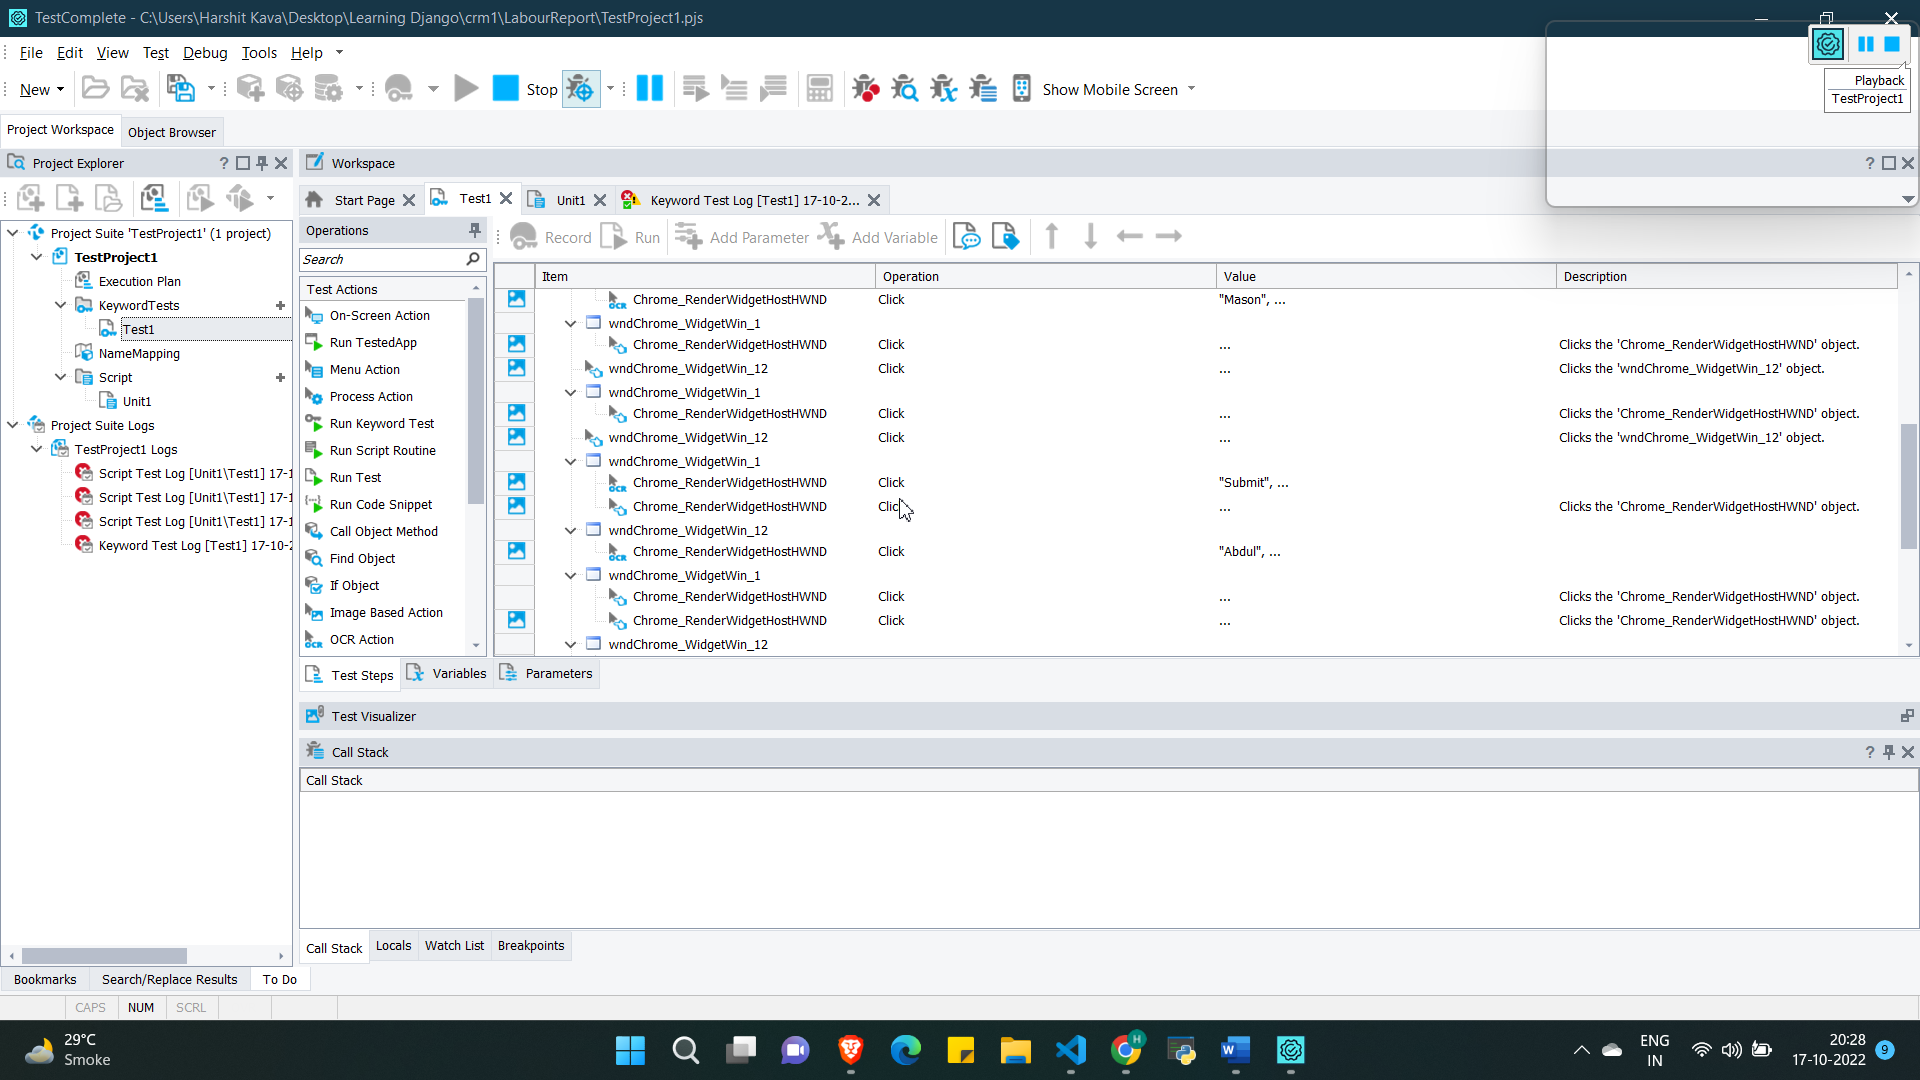 TestComplete - C:\Users\Harshit Kava\Desktop\Learning Django\crm1\LabourReport\TestProject1.pjs
File Edit View Test Debug Tools Help
New Stop Show Mobile Screen
Playback
TestProject1
Project Workspace Object Browser
Project Explorer
Workspace
Start Page Test1 Unit1 Keyword Test Log [Test1] 17-10-2...
Operations
Record Run Add Parameter Add Variable
Search
Test Actions
On-Screen Action
Run TestedApp
Menu Action
Process Action
Run Keyword Test
Run Script Routine
Run Test
Run Code Snippet
Call Object Method
Find Object
If Object
Image Based Action
OCR Action
Project Suite 'TestProject1' (1 project)
TestProject1
Execution Plan
KeywordTests
Test1
NameMapping
Script
Unit1
Project Suite Logs
TestProject1 Logs
Script Test Log [Unit1\Test1] 17-1
Script Test Log [Unit1\Test1] 17-1
Script Test Log [Unit1\Test1] 17-1
Keyword Test Log [Test1] 17-10-2
Item Operation Value Description
Chrome_RenderWidgetHostHWND Click "Mason", ...
wndChrome_WidgetWin_1
Chrome_RenderWidgetHostHWND Click ... Clicks the 'Chrome_RenderWidgetHostHWND' object.
wndChrome_WidgetWin_12 Click ... Clicks the 'wndChrome_WidgetWin_12' object.
wndChrome_WidgetWin_1
Chrome_RenderWidgetHostHWND Click ... Clicks the 'Chrome_RenderWidgetHostHWND' object.
wndChrome_WidgetWin_12 Click ... Clicks the 'wndChrome_WidgetWin_12' object.
wndChrome_WidgetWin_1
Chrome_RenderWidgetHostHWND Click "Submit", ...
Chrome_RenderWidgetHostHWND Click ... Clicks the 'Chrome_RenderWidgetHostHWND' object.
wndChrome_WidgetWin_12
Chrome_RenderWidgetHostHWND Click "Abdul", ...
wndChrome_WidgetWin_1
Chrome_RenderWidgetHostHWND Click ... Clicks the 'Chrome_RenderWidgetHostHWND' object.
Chrome_RenderWidgetHostHWND Click ... Clicks the 'Chrome_RenderWidgetHostHWND' object.
wndChrome_WidgetWin_12
Test Steps Variables Parameters
Test Visualizer
Call Stack
Call Stack
Call Stack Locals Watch List Breakpoints
Bookmarks Search/Replace Results To Do
CAPS NUM SCRL
29°C
Smoke
ENG
IN
20:28
17-10-2022
9